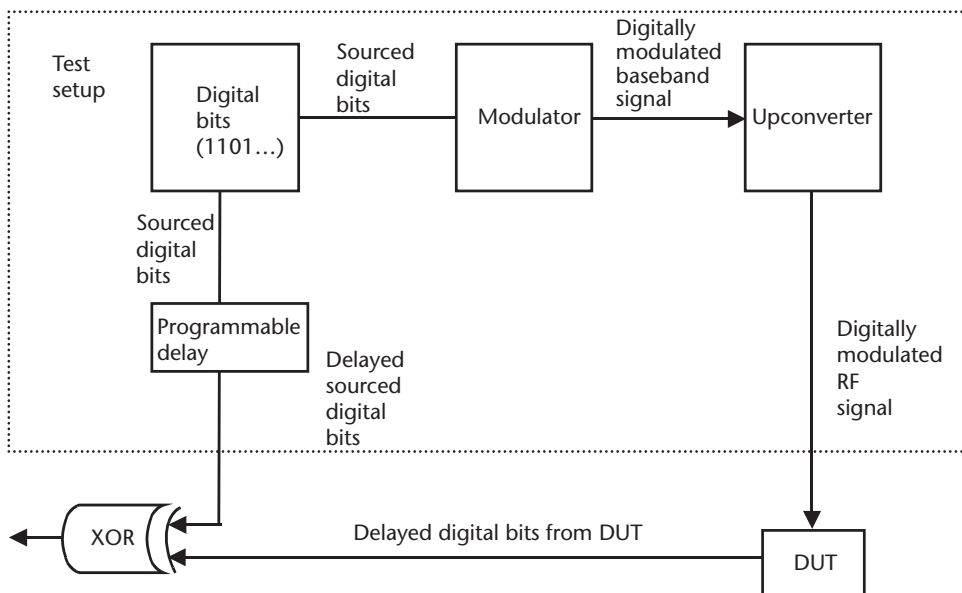 Test
setup
Digital
bits
(1101...)
Sourced
digital
bits
Modulator
Digitally
modulated
baseband
signal
Upconverter
Sourced
digital
bits
Programmable
delay
Delayed
sourced
digital
bits
Digitally
modulated
RF
signal
XOR
Delayed digital bits from DUT
DUT